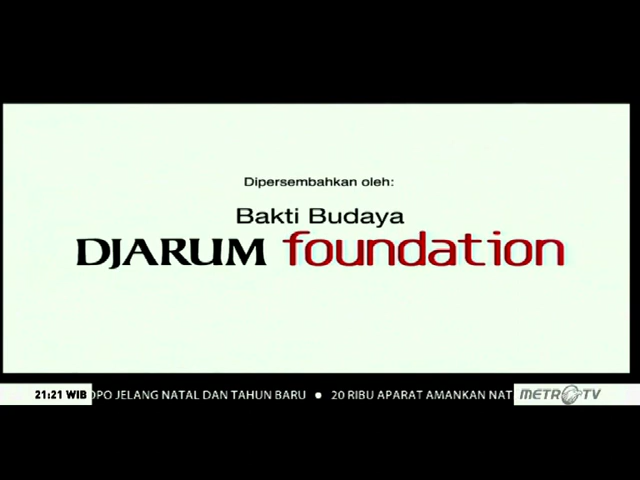 Dipersembahkan oleh:
Bakti Budaya
DJARUM foundation
21:21 WIB OPO JELANG NATAL DAN TAHUN BARU • 20 RIBU APARAT AMANKAN NAT METRO TV